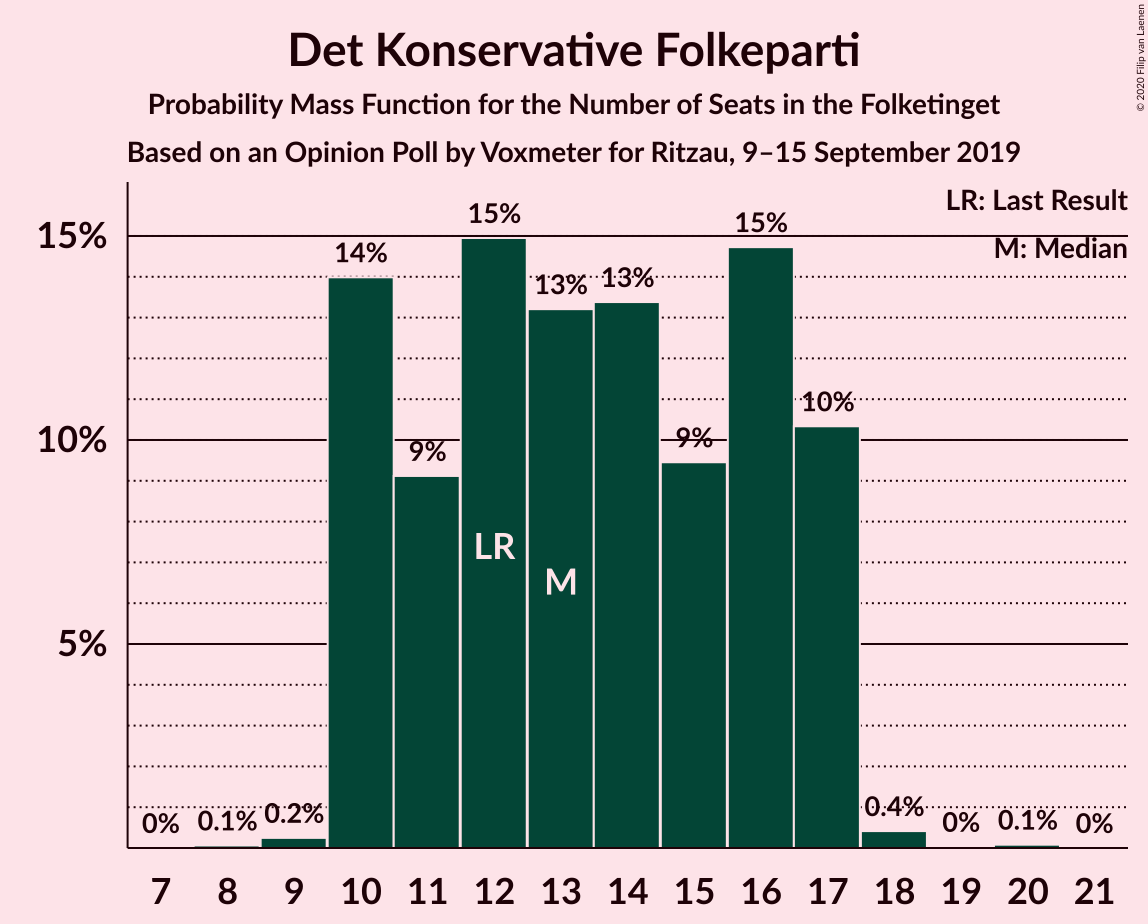 Det Konservative Folkeparti
Probability Mass Function for the Number of Seats in the Folketinget
Based on an Opinion Poll by Voxmeter for Ritzau, 9–15 September 2019
© 2020 Filip van Laenen
LR: Last Result
M: Median
15%
10%
5%
0%
0.1%
0.2%
14%
9%
15%
13%
13%
9%
15%
10%
0.4%
0%
0.1%
0%
LR
M
7 8 9 10 11 12 13 14 15 16 17 18 19 20 21